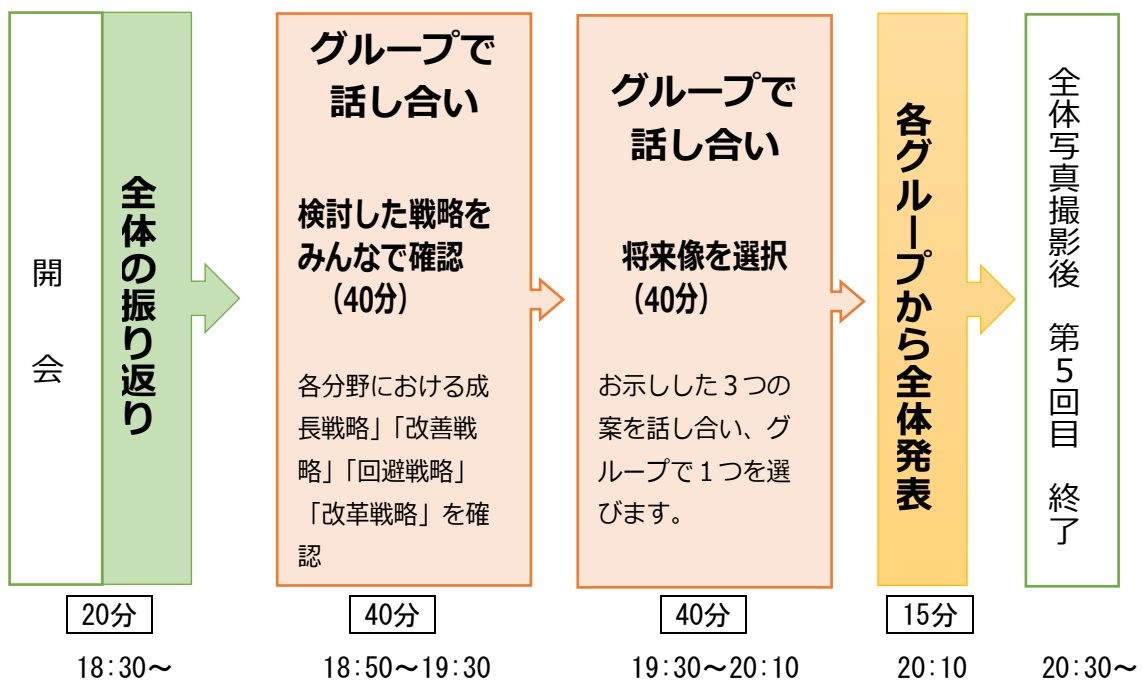 開　会
全体の振り返り
グループで
話し合い
検討した戦略を
みんなで確認
（40分）
各分野における成
長戦略」「改善戦
略」「回避戦略」
「改革戦略」を確
認
グループで
話し合い
将来像を選択
（40分）
お示しした３つの
案を話し合い、グ
ループで１つを選
びます。
各グループから全体発表
全体写真撮影後　第５回目　終了
20分
40分
40分
15分
18:30～
18:50～19:30
19:30～20:10
20:10
20:30～